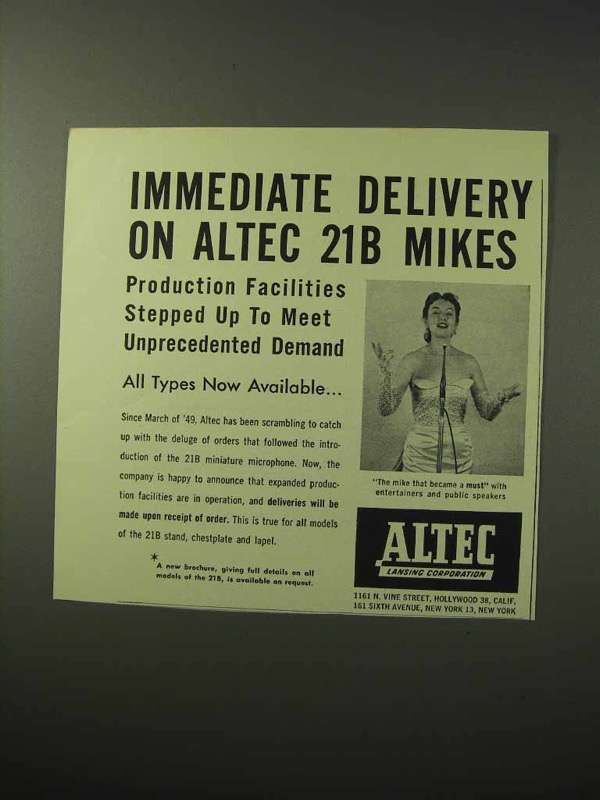 IMMEDIATE DELIVERY
ON ALTEC 21B MIKES
Production Facilities
Stepped Up To Meet
Unprecedented Demand
All Types Now Available...
Since March of '49, Altec has been scrambling to catch
up with the deluge of orders that followed the intro-
duction of the 21B miniature microphone. Now, the
company is happy to announce that expanded produc-
tion facilities are in operation, and deliveries will be
made upon receipt of order. This is true for all models
of the 21B stand, chestplate and lapel.
*
A new brochure, giving full details on all
models of the 21B, is available on request.
"The mike that became a must" with
entertainers and public speakers
ALTEC
LANSING CORPORATION
1161 N. VINE STREET, HOLLYWOOD 38, CALIF.
161 SIXTH AVENUE, NEW YORK 13, NEW YORK